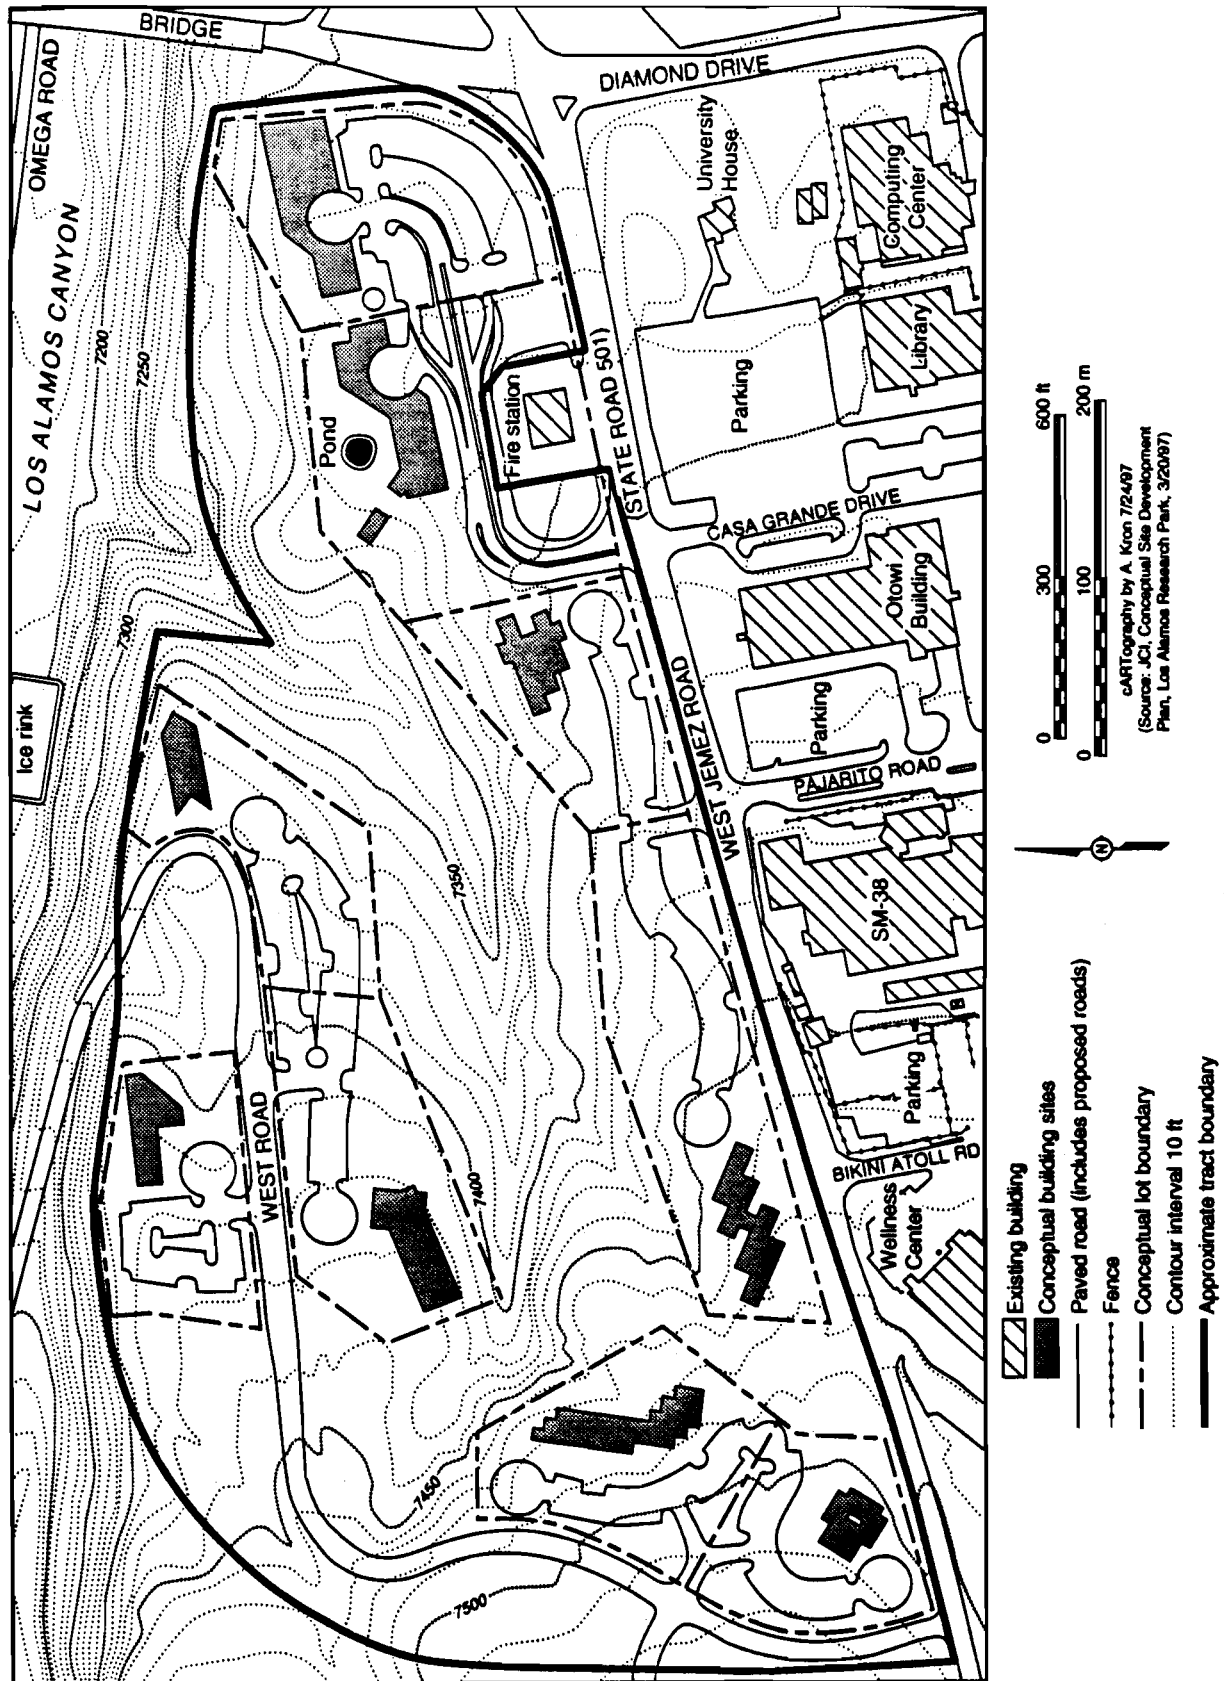 BRIDGE
OMEGA ROAD
LOS ALAMOS CANYON
Ice rink
7200
7250
7300
7350
7400
7450
7500
DIAMOND DRIVE
University
House
Computing
Center
Library
Parking
Pond
Fire station
(STATE ROAD 501)
WEST JEMEZ ROAD
CASA GRANDE DRIVE
Otowi
Building
Parking
PAJARITO ROAD
SM-38
Parking
BIKINI ATOLL RD
Wellness
Center
WEST ROAD
Existing building
Conceptual building sites
Paved road (includes proposed roads)
Fence
Conceptual lot boundary
Contour interval 10 ft
Approximate tract boundary
N
0 300 600 ft
0 100 200 m
cARTography by A. Kron 7/24/97
(Source: JCI, Conceptual Site Development
Plan, Los Alamos Research Park, 3/20/97)